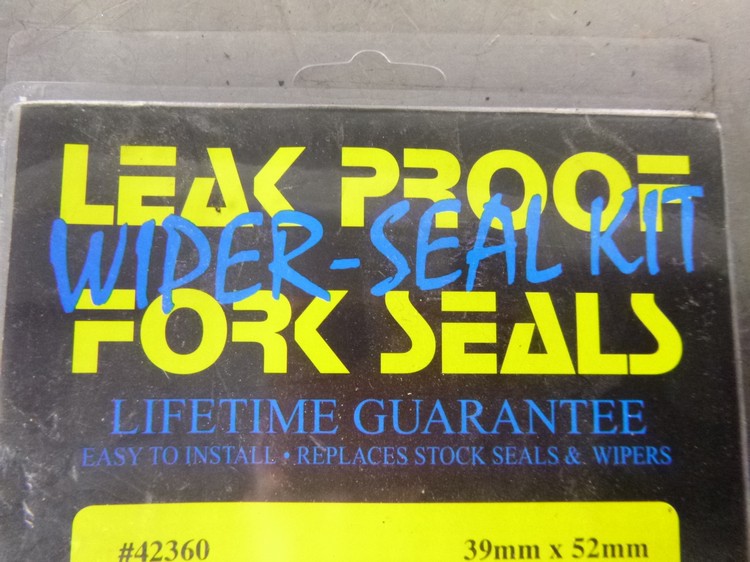 LEAK PROOF
WIPER-SEAL KIT
FORK SEALS
LIFETIME GUARANTEE
EASY TO INSTALL • REPLACES STOCK SEALS & WIPERS
#42360 39mm x 52mm